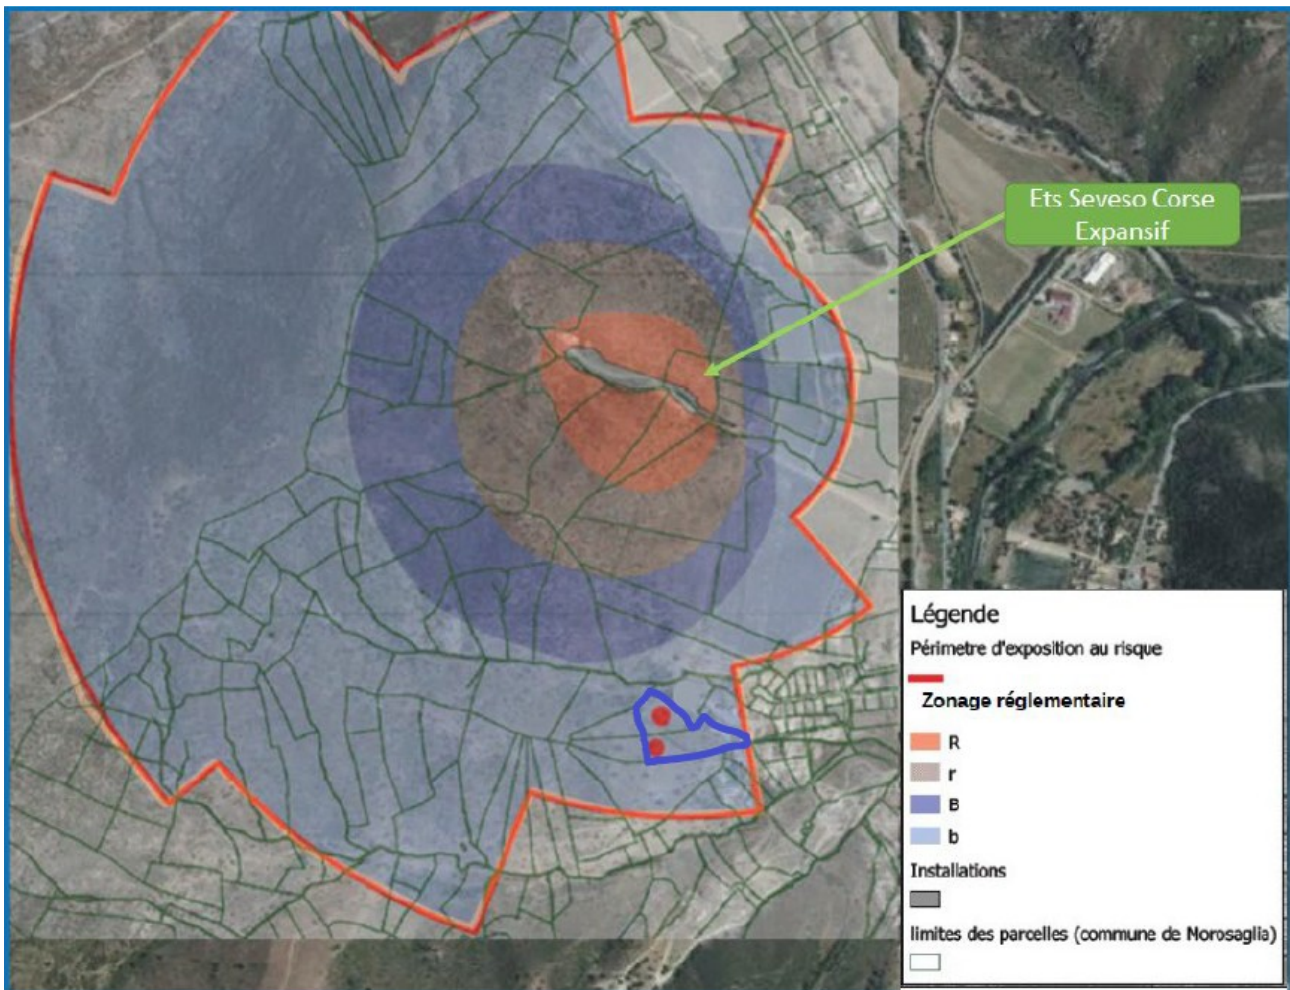 Ets Seveso Corse
Expansif
Légende
Périmetre d'exposition au risque
Zonage réglementaire
R
r
B
b
Installations
limites des parcelles (commune de Morosaglia)